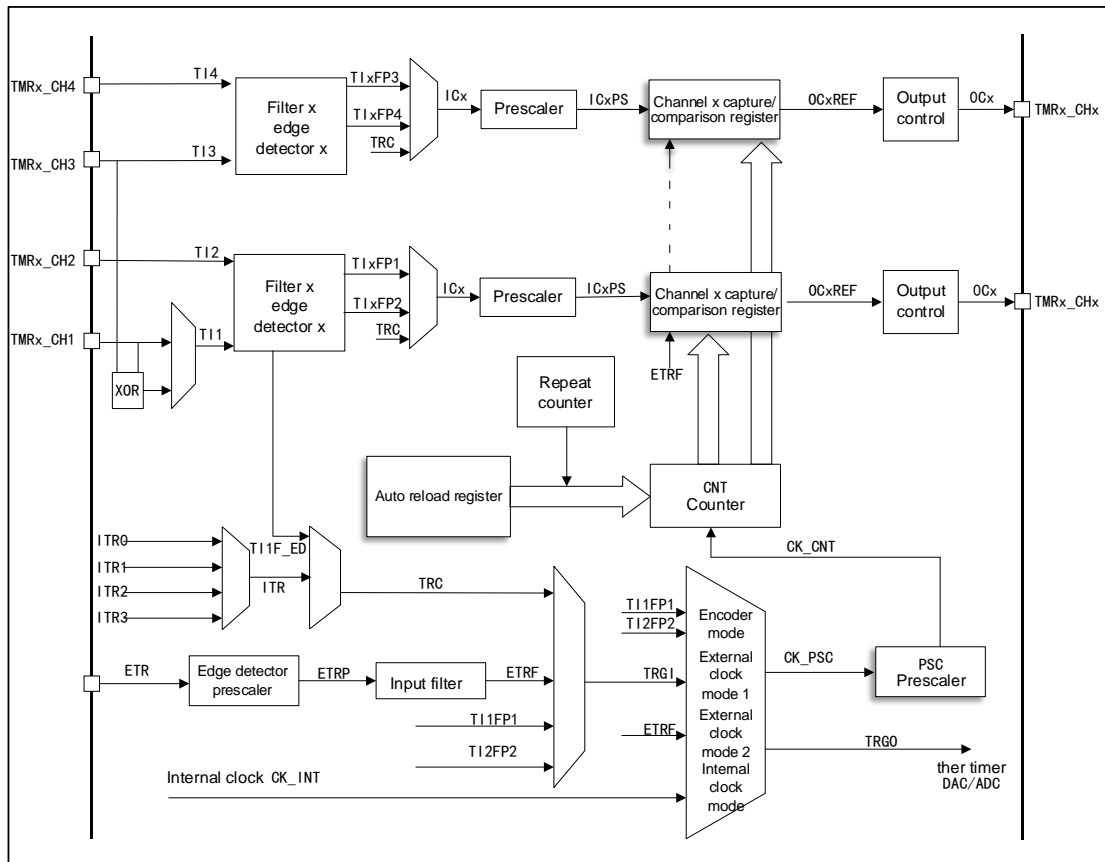 TMRx_CH4
TI4
Filter x
edge
detector x
TIxFP3
TIxFP4
TRC
ICx
Prescaler
ICxPS
Channel x capture/
comparison register
OCxREF
Output
control
OCx
TMRx_CHx
TMRx_CH3
TI3
TMRx_CH2
TI2
Filter x
edge
detector x
TIxFP1
TIxFP2
TRC
ICx
Prescaler
ICxPS
Channel x capture/
comparison register
OCxREF
Output
control
OCx
TMRx_CHx
TMRx_CH1
TI1
XOR
ETRF
Repeat
counter
Auto reload register
CNT
Counter
CK_CNT
ITR0
ITR1
ITR2
ITR3
ITR
TI1F_ED
TRC
ETR
Edge detector
prescaler
ETRP
Input filter
ETRF
TI1FP1
TI2FP2
TRGI
TI1FP1
TI2FP2
ETRF
Encoder
mode
External
clock
mode 1
External
clock
mode 2
Internal
clock
mode
CK_PSC
PSC
Prescaler
TRGO
ther timer
DAC/ADC
Internal clock CK_INT